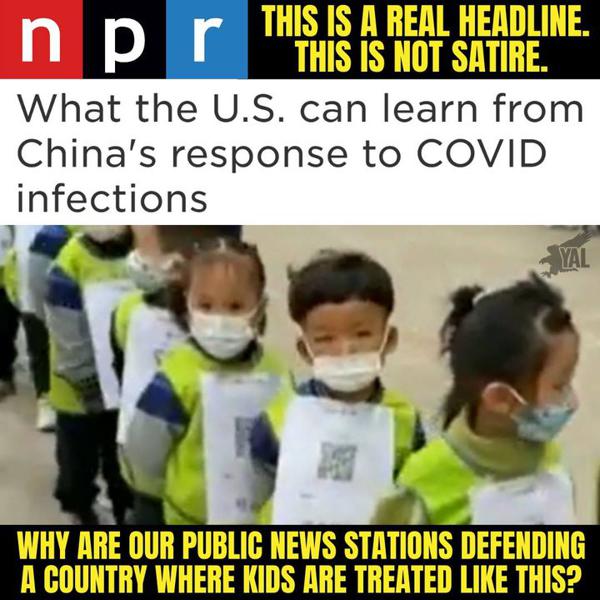 npr
THIS IS A REAL HEADLINE.
THIS IS NOT SATIRE.
What the U.S. can learn from
China's response to COVID
infections
YAL
WHY ARE OUR PUBLIC NEWS STATIONS DEFENDING
A COUNTRY WHERE KIDS ARE TREATED LIKE THIS?